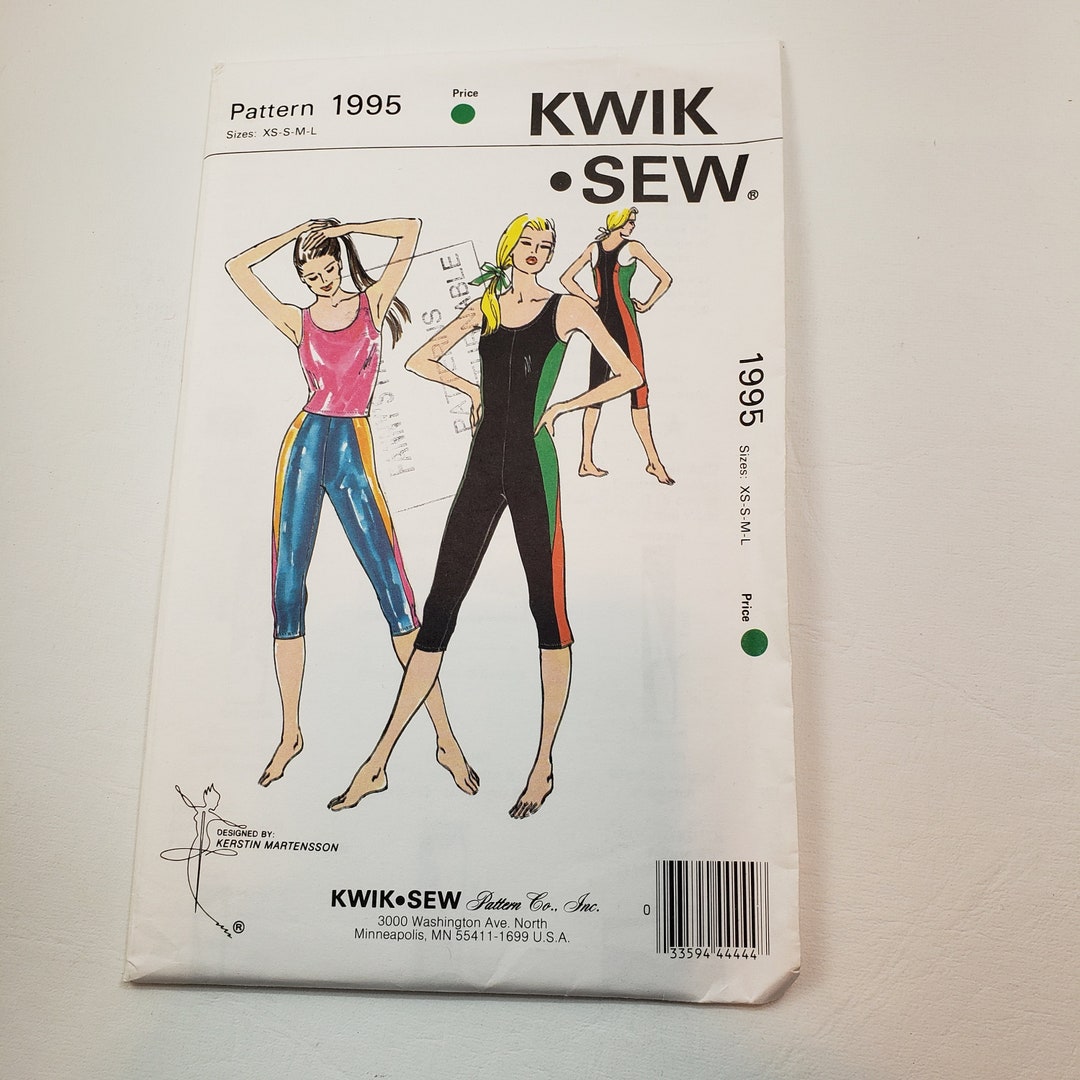 Pattern 1995
Sizes: XS-S-M-L
Price
KWIK
•SEW®
PATTERNS
1995 Sizes: XS-S-M-L Price
DESIGNED BY:
KERSTIN MARTENSSON
®
KWIK•SEW Pattern Co., Inc.
3000 Washington Ave. North
Minneapolis, MN 55411-1699 U.S.A.
0 33594 44444